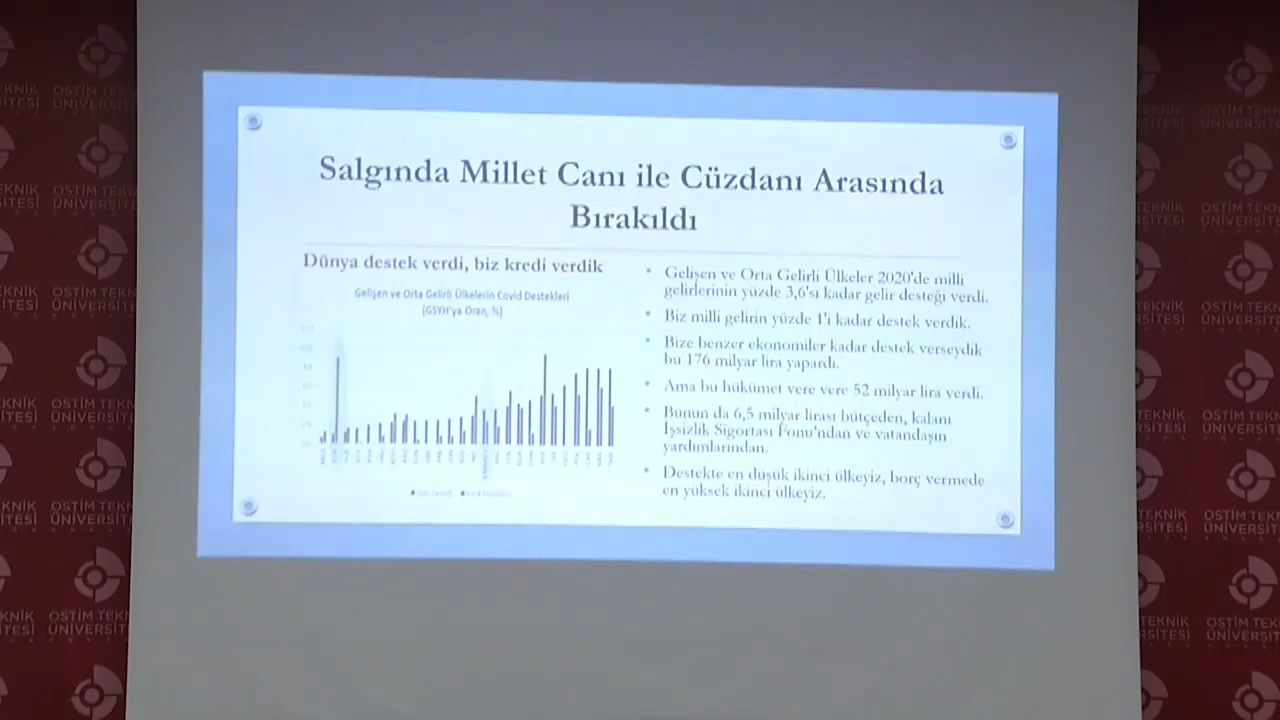 Salgında Millet Canı ile Cüzdanı Arasında
Bırakıldı
Dünya destek verdi, biz kredi verdik
Gelişen ve Orta Gelirli Ülkelerin Covid Destekleri
(GSYH'ya Oran, %)
• Gelişen ve Orta Gelirli Ülkeler 2020'de milli
gelirlerinin yüzde 3,6'sı kadar gelir desteği verdi.
• Biz milli gelirin yüzde 1'i kadar destek verdik.
• Bize benzer ekonomiler kadar destek verseydik
bu 176 milyar lira yapardı.
• Ama bu hükümet vere vere 52 milyar lira verdi.
• Bunun da 6,5 milyar lirası bütçeden, kalanı
İşsizlik Sigortası Fonu'ndan ve vatandaşın
yardımlarından.
• Destekte en düşük ikinci ülkeyiz, borç vermede
en yüksek ikinci ülkeyiz.
OSTİM TEKNİK
ÜNİVERSİTESİ